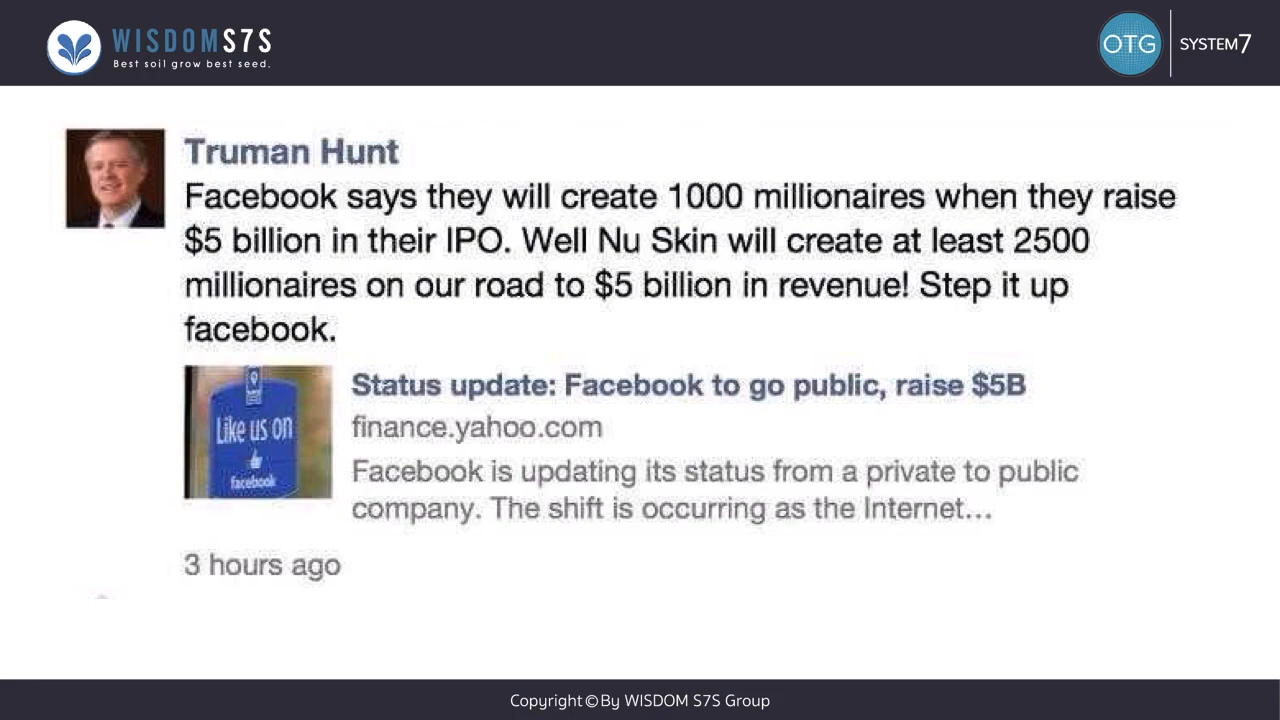 WISDOMS7S
Best soil grow best seed.
OTG
SYSTEM7
Truman Hunt
Facebook says they will create 1000 millionaires when they raise
$5 billion in their IPO. Well Nu Skin will create at least 2500
millionaires on our road to $5 billion in revenue! Step it up
facebook.
Like us on
facebook
Status update: Facebook to go public, raise $5B
finance.yahoo.com
Facebook is updating its status from a private to public
company. The shift is occurring as the Internet...
3 hours ago
Copyright©By WISDOM S7S Group